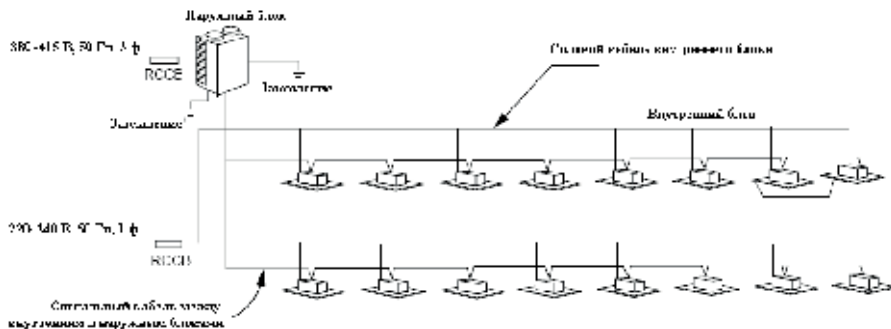 Наружный блок
380-415 В, 50 Гц, 3 ф
RCCB
Заземление
Силовой кабель внутреннего блока
Заземление
Внутренний блок
220-240 В, 50 Гц, 1 ф
RCCB
Сигнальный кабель между
внутренним и наружным блоками